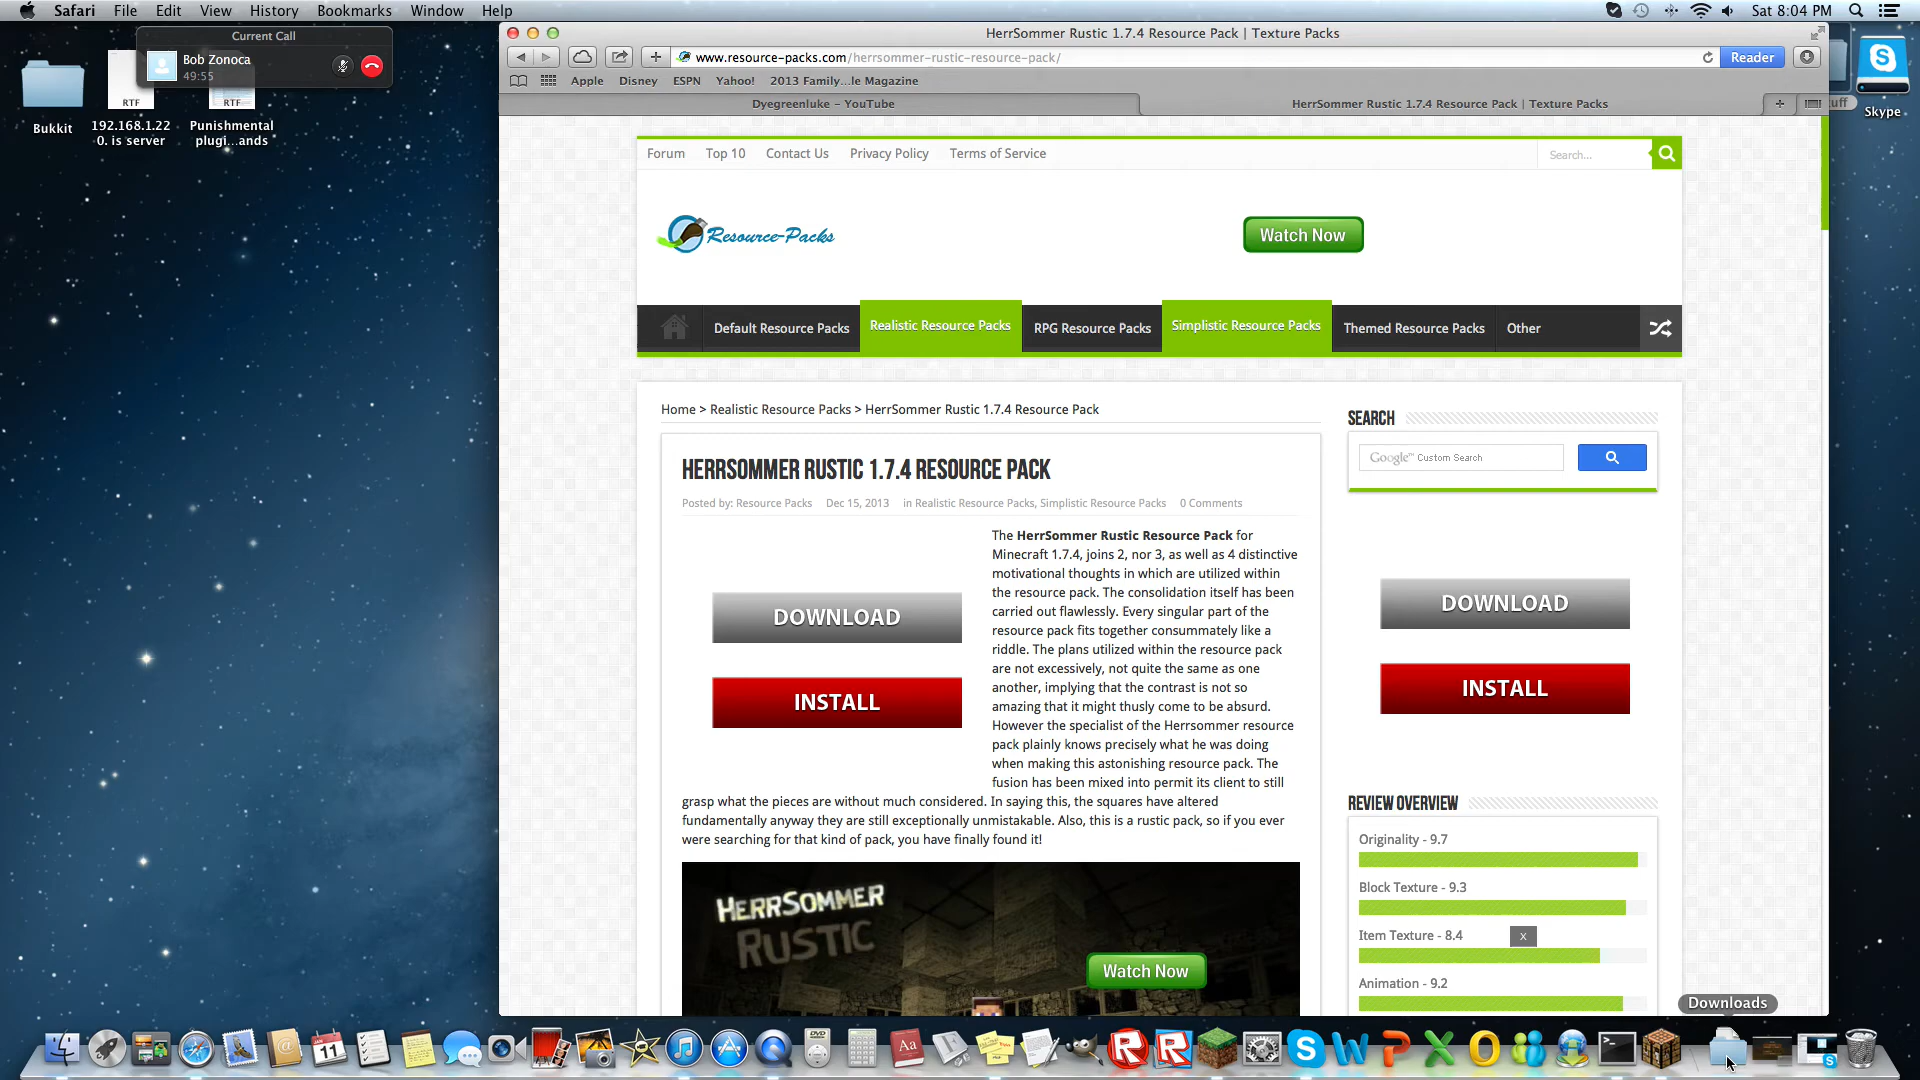 Safari File Edit View History Bookmarks Window Help
Sat 8:04 PM
Current Call
Bob Zonoca
49:55
RTF
RTF
Bukkit
192.168.1.22
0. is server
Punishmental
plugi...ands
Skype
HerrSommer Rustic 1.7.4 Resource Pack | Texture Packs
www.resource-packs.com/herrsommer-rustic-resource-pack/
Reader
Apple Disney ESPN Yahoo! 2013 Family...le Magazine
Dyegreenluke – YouTube
HerrSommer Rustic 1.7.4 Resource Pack | Texture Packs
uff
Forum Top 10 Contact Us Privacy Policy Terms of Service
Search...
Resource-Packs
Watch Now
Default Resource Packs Realistic Resource Packs RPG Resource Packs Simplistic Resource Packs Themed Resource Packs Other
Home > Realistic Resource Packs > HerrSommer Rustic 1.7.4 Resource Pack
HERRSOMMER RUSTIC 1.7.4 RESOURCE PACK
Posted by: Resource Packs Dec 15, 2013 in Realistic Resource Packs, Simplistic Resource Packs 0 Comments
DOWNLOAD
INSTALL
The HerrSommer Rustic Resource Pack for
Minecraft 1.7.4, joins 2, nor 3, as well as 4 distinctive
motivational thoughts in which are utilized within
the resource pack. The consolidation itself has been
carried out flawlessly. Every singular part of the
resource pack fits together consummately like a
riddle. The plans utilized within the resource pack
are not excessively, not quite the same as one
another, implying that the contrast is not so
amazing that it might thusly come to be absurd.
However the specialist of the Herrsommer resource
pack plainly knows precisely what he was doing
when making this astonishing resource pack. The
fusion has been mixed into permit its client to still
grasp what the pieces are without much considered. In saying this, the squares have altered
fundamentally anyway they are still exceptionally unmistakable. Also, this is a rustic pack, so if you ever
were searching for that kind of pack, you have finally found it!
HERRSOMMER
RUSTIC
Watch Now
SEARCH
Google™ Custom Search
DOWNLOAD
INSTALL
REVIEW OVERVIEW
Originality - 9.7
Block Texture - 9.3
Item Texture - 8.4
x
Animation - 9.2
Downloads